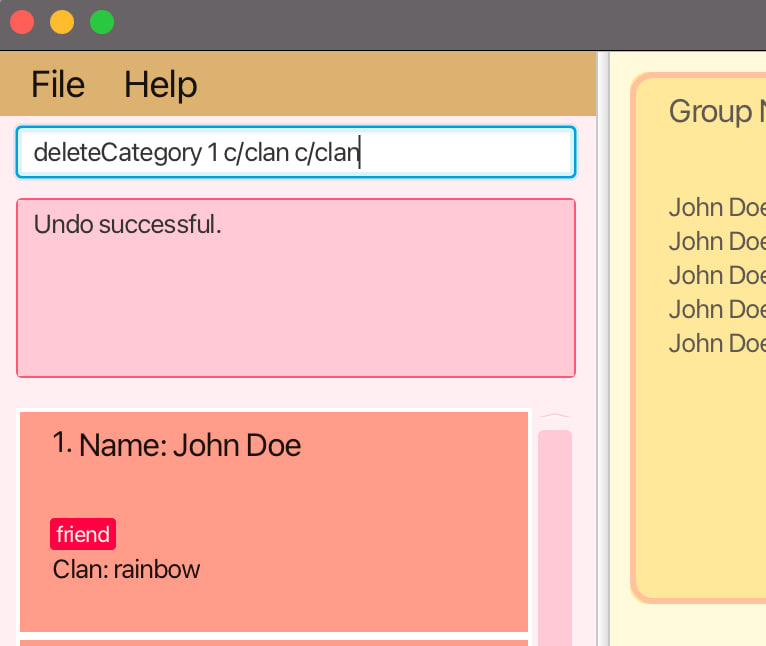 File Help
deleteCategory 1 c/clan c/clan
Undo successful.
1. Name: John Doe
friend
Clan: rainbow
Group
John Doe
John Doe
John Doe
John Doe
John Doe